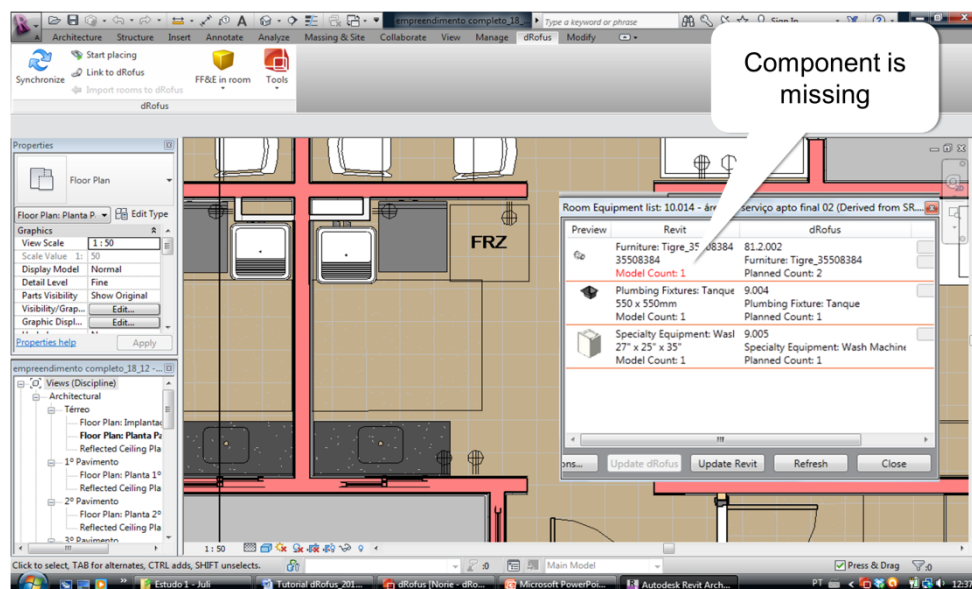 empreendimento completo_18_
Type a keyword or phrase
Sign In
Architecture Structure Insert Annotate Analyze Massing & Site Collaborate View Manage dRofus Modify
Component is
missing
Synchronize
Start placing
Link to dRofus
Import rooms to dRofus
FF&E in room
Tools
dRofus
Properties
Floor Plan
Floor Plan: Planta P
Edit Type
Graphics
View Scale 1 : 50
Scale Value 1: 50
Display Model Normal
Detail Level Fine
Parts Visibility Show Original
Visibility/Grap... Edit...
Graphic Displ... Edit...
Properties help
Apply
empreendimento completo_18_12 -...
Views (Discipline)
Architectural
Térreo
Floor Plan: Implantaç
Floor Plan: Planta Pa
Reflected Ceiling Pla
1º Pavimento
Floor Plan: Planta 1º
Reflected Ceiling Pla
2º Pavimento
Floor Plan: Planta 2º
Reflected Ceiling Pla
3º Pavimento
FRZ
Room Equipment list: 10.014 - área serviço apto final 02 (Derived from SR....
Preview Revit dRofus
Furniture: Tigre_35508384 81.2.002
35508384 Furniture: Tigre_35508384
Model Count: 1 Planned Count: 2
Plumbing Fixtures: Tanque 9.004
550 x 550mm Plumbing Fixture: Tanque
Model Count: 1 Planned Count: 1
Specialty Equipment: Wasl 9.005
27" x 25" x 35" Specialty Equipment: Wash Machine
Model Count: 1 Planned Count: 1
ons... Update dRofus Update Revit Refresh Close
1 : 50
Click to select, TAB for alternates, CTRL adds, SHIFT unselects.
:0
Main Model
Press & Drag
:0
Estudo 1 - Juli
Tutorial dRofus_201...
dRofus [Norie - dRo...
Microsoft PowerPoi...
Autodesk Revit Arch...
PT
12:37